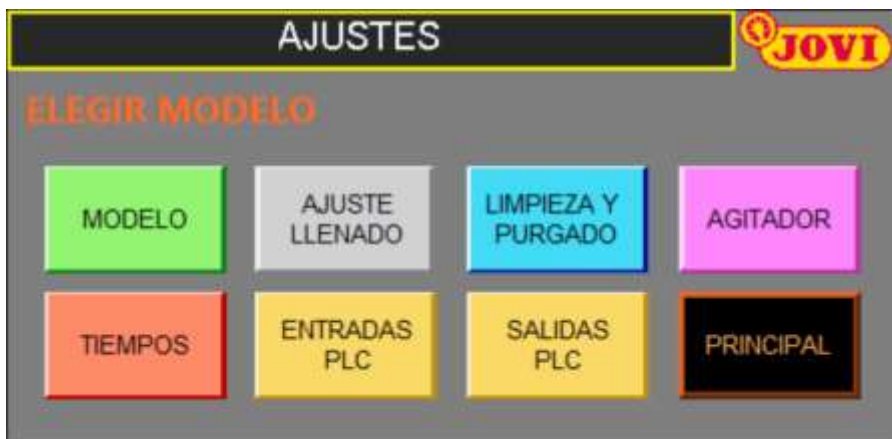 AJUSTES
JOVI
ELEGIR MODELO
MODELO
AJUSTE
LLENADO
LIMPIEZA Y
PURGADO
AGITADOR
TIEMPOS
ENTRADAS
PLC
SALIDAS
PLC
PRINCIPAL